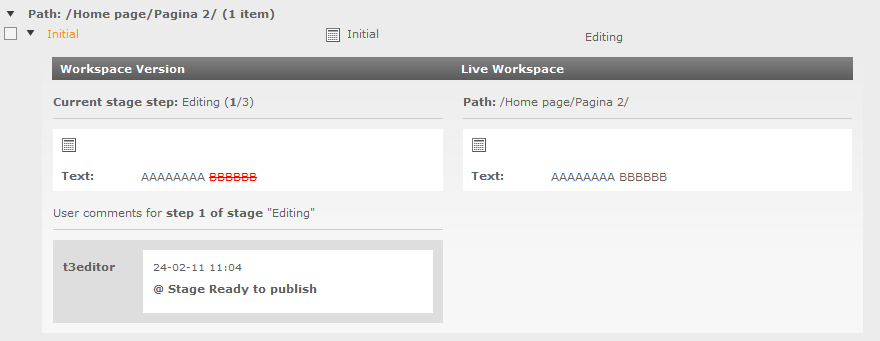 Path: /Home page/Pagina 2/ (1 item)
Initial Initial Editing
Workspace Version Live Workspace
Current stage step: Editing (1/3) Path: /Home page/Pagina 2/
Text: AAAAAAAA BBBBBB Text: AAAAAAAA BBBBBB
User comments for step 1 of stage "Editing"
t3editor 24-02-11 11:04
@ Stage Ready to publish